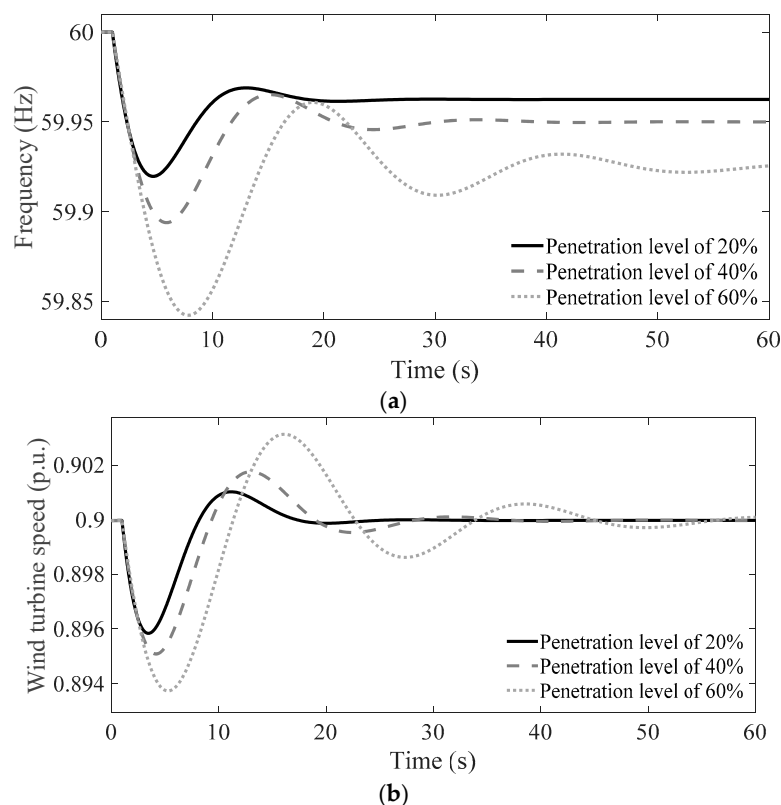 60
59.95
59.9
59.85
Frequency (Hz)
Penetration level of 20%
Penetration level of 40%
Penetration level of 60%
0 10 20 30 40 50 60
Time (s)
(a)
0.902
0.9
0.898
0.896
0.894
Wind turbine speed (p.u.)
Penetration level of 20%
Penetration level of 40%
Penetration level of 60%
0 10 20 30 40 50 60
Time (s)
(b)